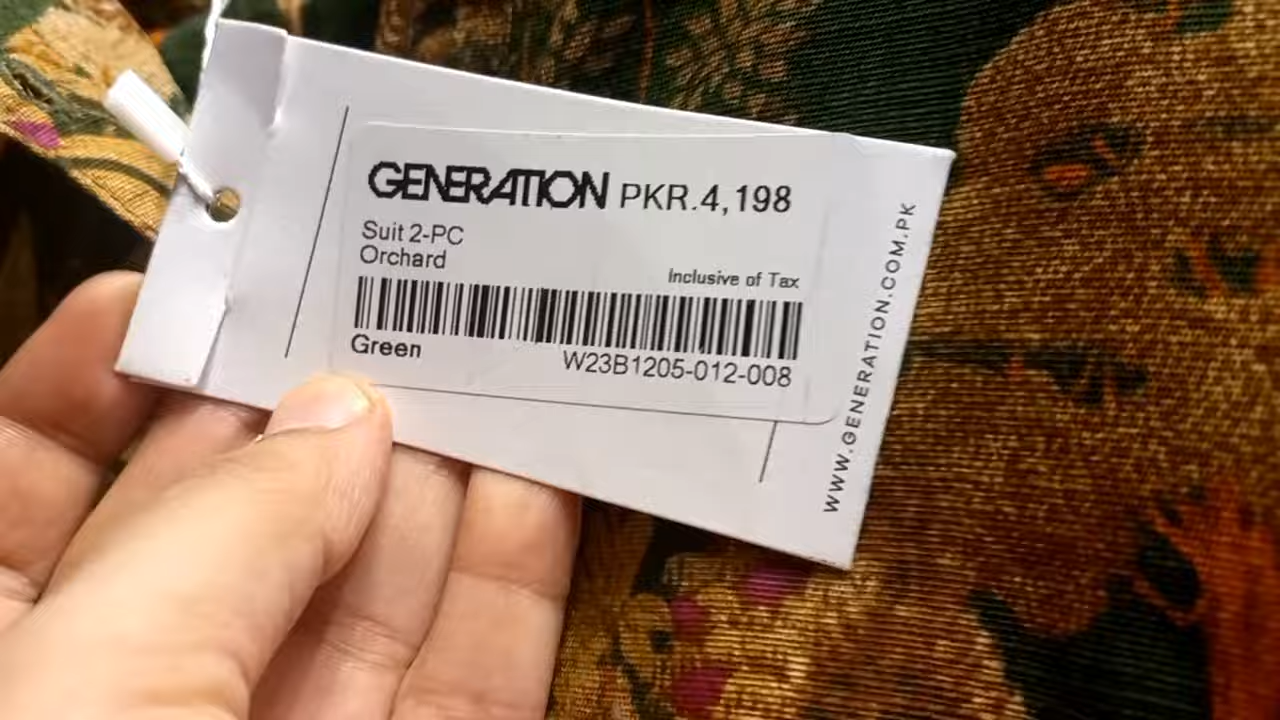 GENERATION PKR.4,198
Suit 2-PC
Orchard
Inclusive of Tax
Green
W23B1205-012-008
WWW.GENERATION.COM.PK